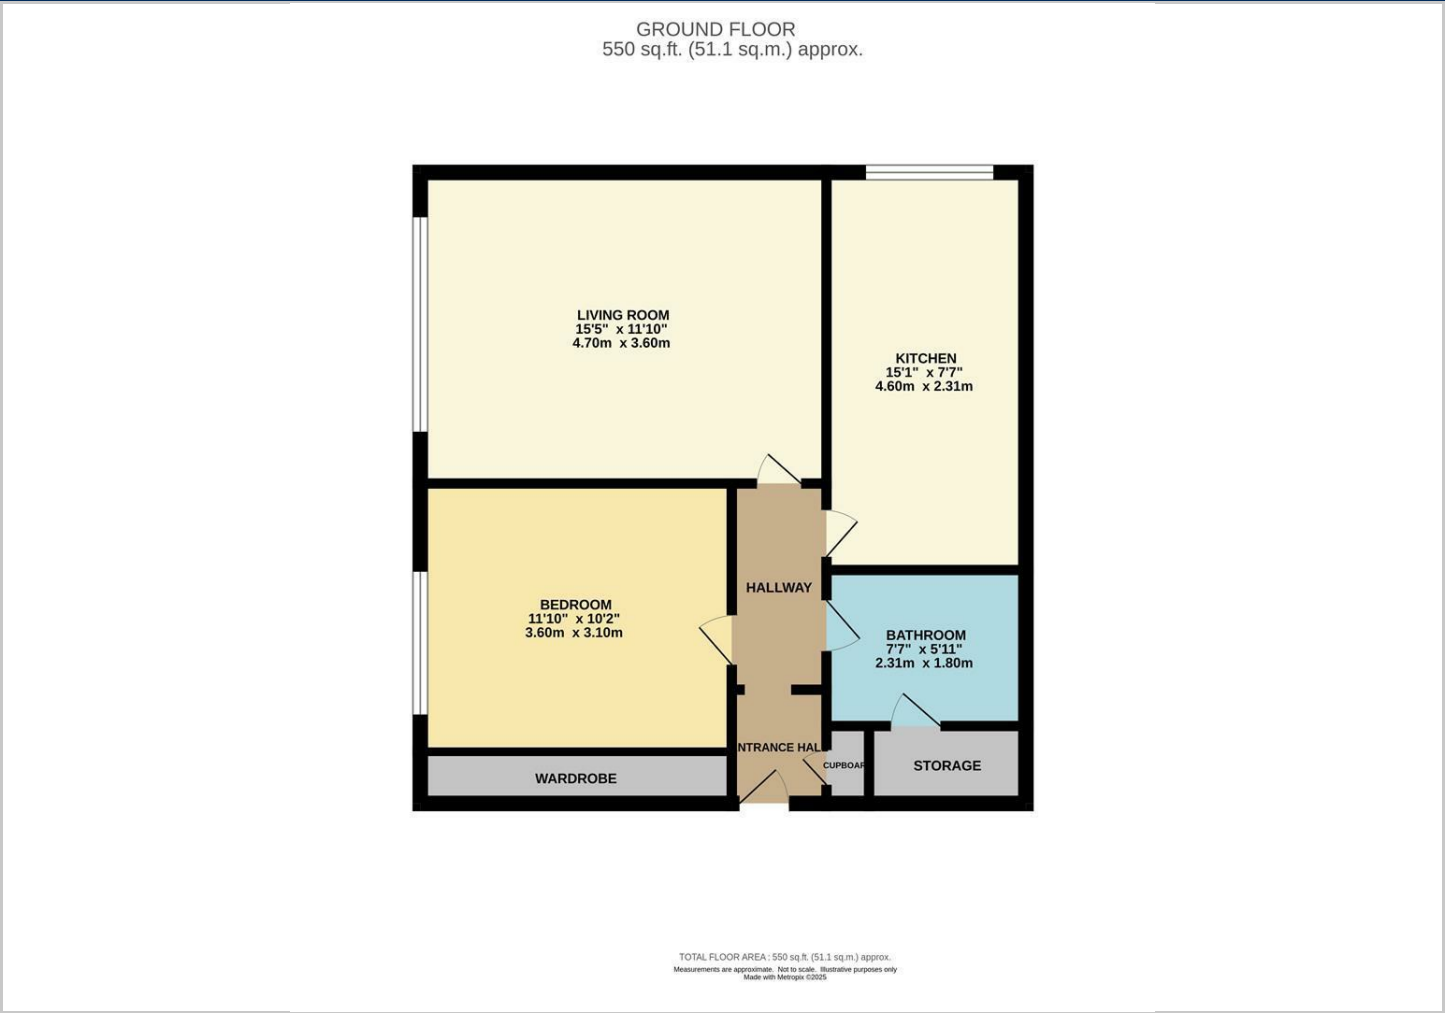 GROUND FLOOR
550 sq.ft. (51.1 sq.m.) approx.
LIVING ROOM
15'5" x 11'10"
4.70m x 3.60m
KITCHEN
15'1" x 7'7"
4.60m x 2.31m
HALLWAY
BEDROOM
11'10" x 10'2"
3.60m x 3.10m
BATHROOM
7'7" x 5'11"
2.31m x 1.80m
NTRANCE HAL
CUPBOAR
STORAGE
WARDROBE
TOTAL FLOOR AREA : 550 sq.ft. (51.1 sq.m.) approx.
Measurements are approximate. Not to scale. Illustrative purposes only
Made with Metropix ©2025